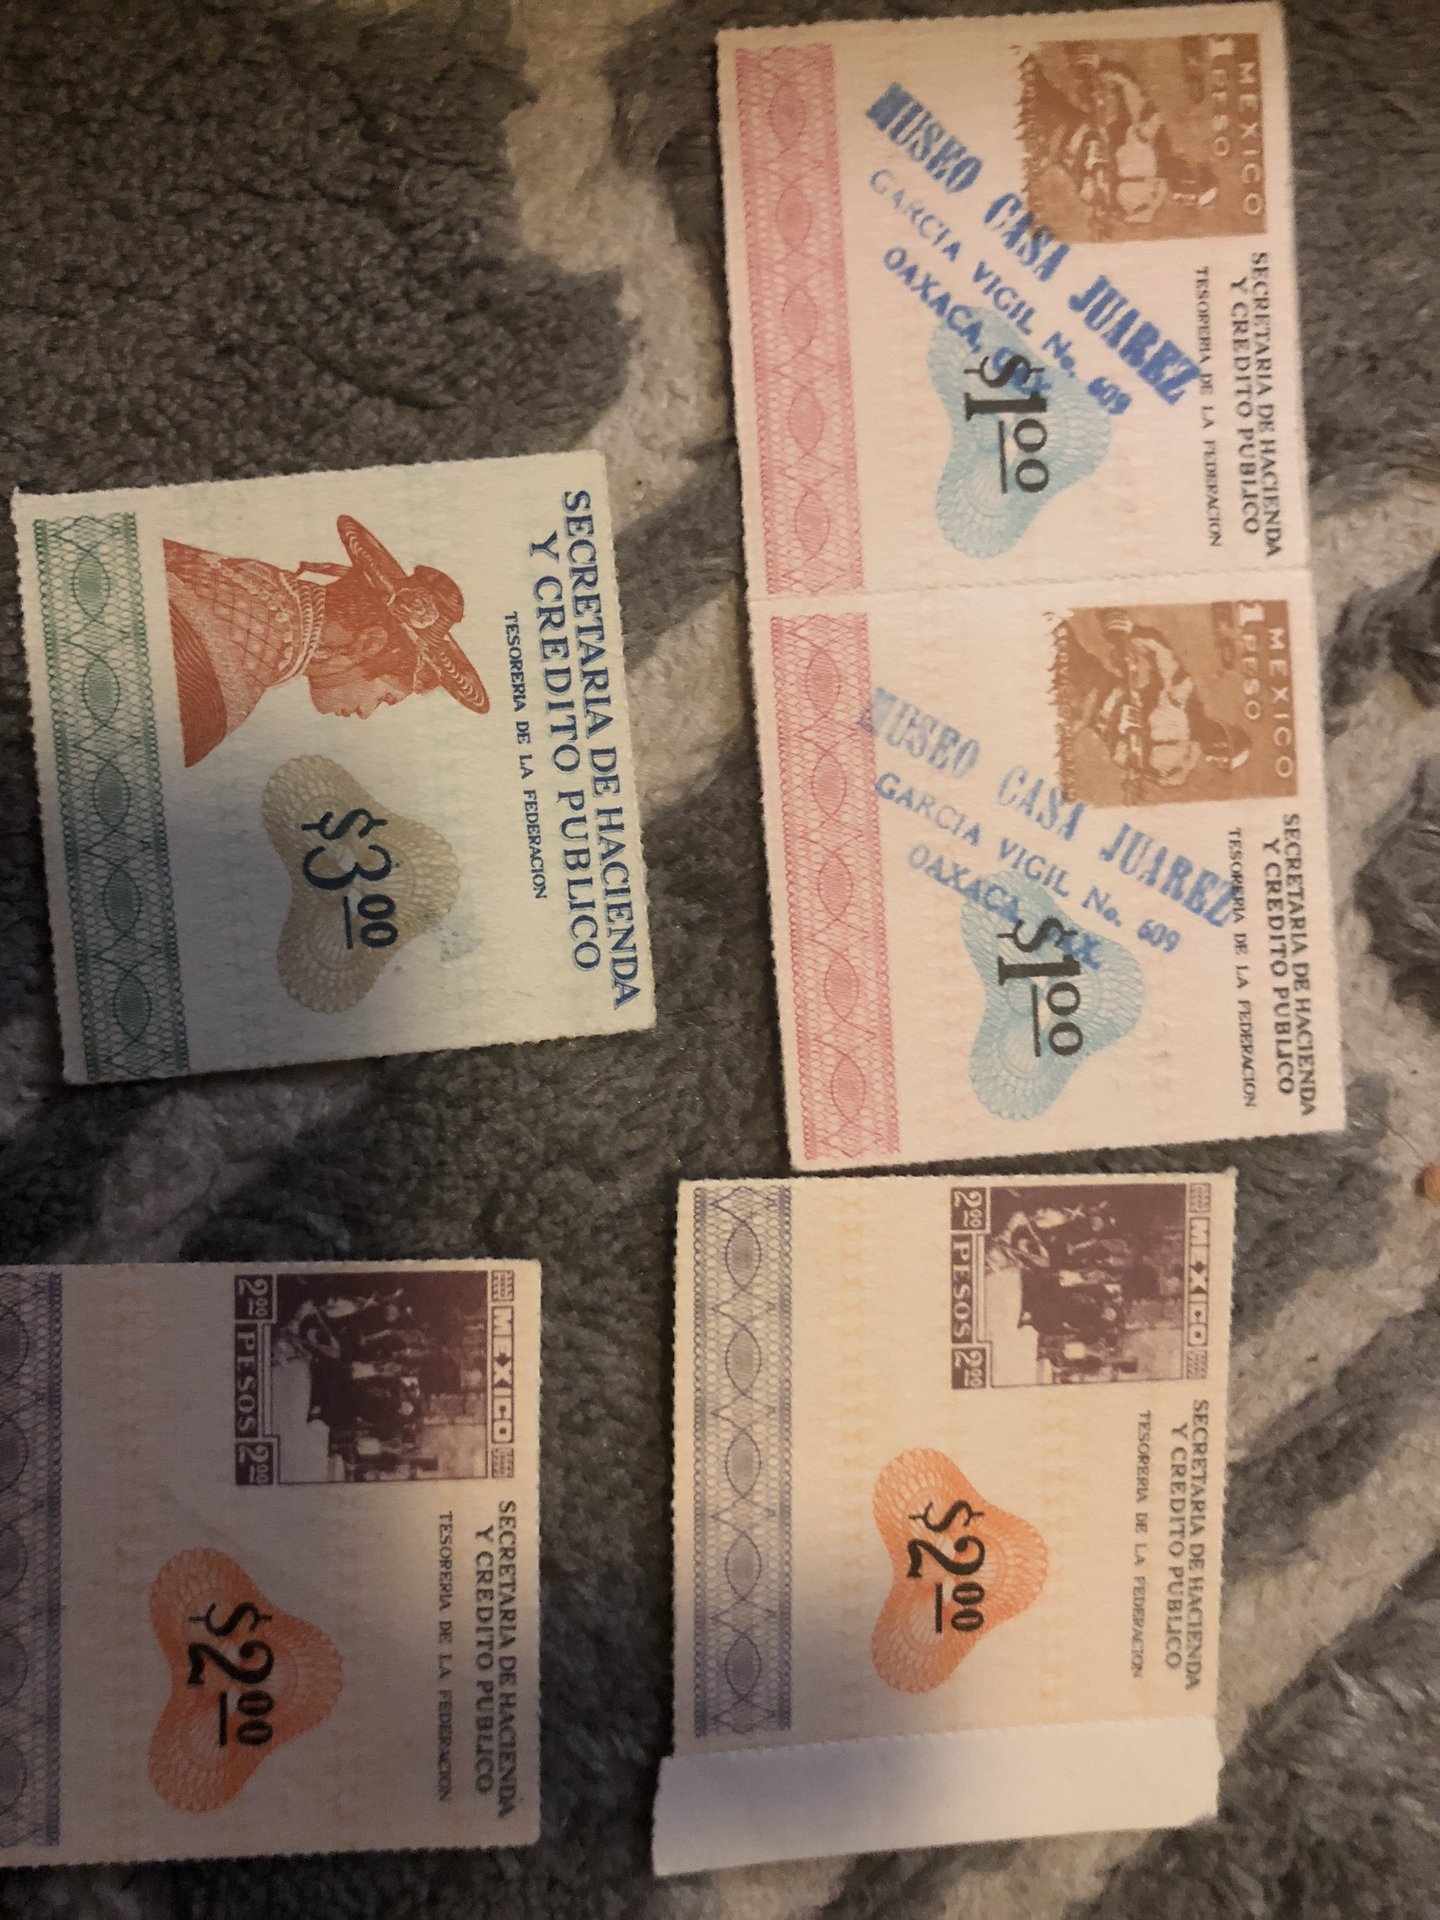 MEXICO
1 PESO
SECRETARIA DE HACIENDA
Y CREDITO PUBLICO
TESORERIA DE LA FEDERACION
MUSEO CASA JUAREZ
GARCIA VIGIL No. 609
OAXACA, OAX.
$1.00
MEXICO
1 PESO
SECRETARIA DE HACIENDA
Y CREDITO PUBLICO
TESORERIA DE LA FEDERACION
MUSEO CASA JUAREZ
GARCIA VIGIL No. 609
OAXACA, OAX.
$1.00
SECRETARIA DE HACIENDA
Y CREDITO PUBLICO
TESORERIA DE LA FEDERACION
$3.00
MEXICO
2.00 PESOS 2.00
SECRETARIA DE HACIENDA
Y CREDITO PUBLICO
TESORERIA DE LA FEDERACION
$2.00
MEXICO
2.00 PESOS 2.00
SECRETARIA DE HACIENDA
Y CREDITO PUBLICO
TESORERIA DE LA FEDERACION
$2.00